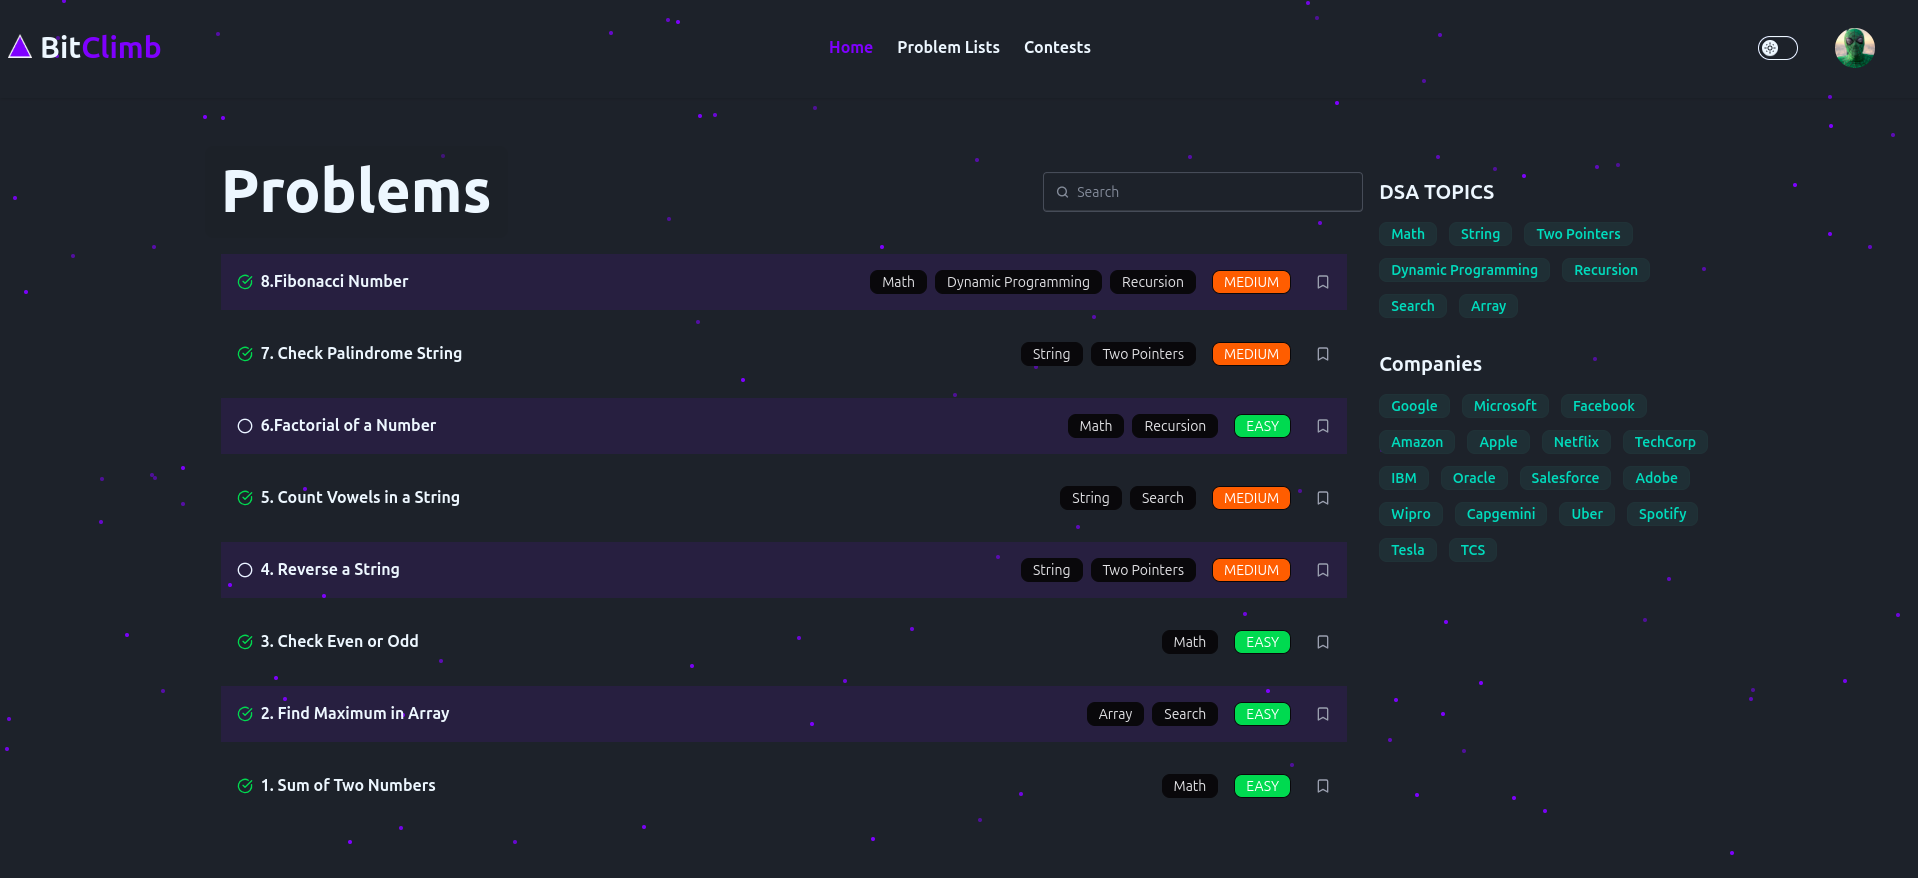 BitClimb
Home Problem Lists Contests
Problems
Search
8.Fibonacci Number Math Dynamic Programming Recursion MEDIUM
7. Check Palindrome String String Two Pointers MEDIUM
6.Factorial of a Number Math Recursion EASY
5. Count Vowels in a String String Search MEDIUM
4. Reverse a String String Two Pointers MEDIUM
3. Check Even or Odd Math EASY
2. Find Maximum in Array Array Search EASY
1. Sum of Two Numbers Math EASY
DSA TOPICS
Math String Two Pointers
Dynamic Programming Recursion
Search Array
Companies
Google Microsoft Facebook
Amazon Apple Netflix TechCorp
IBM Oracle Salesforce Adobe
Wipro Capgemini Uber Spotify
Tesla TCS